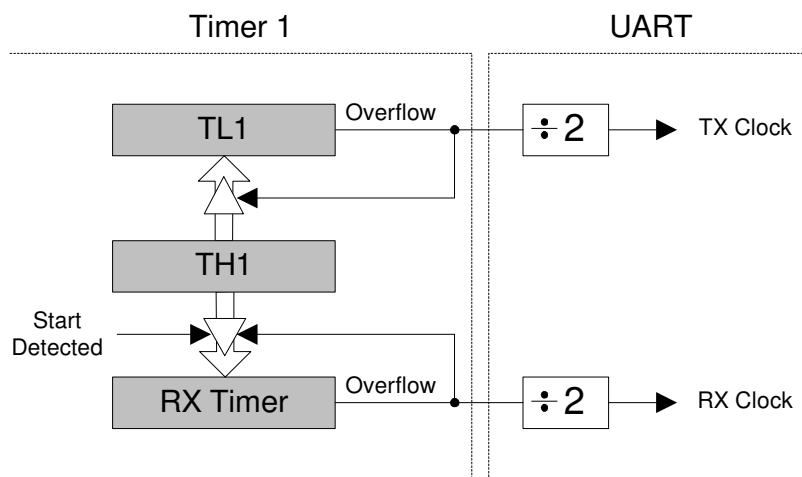 Timer 1
UART
TL1
Overflow
÷ 2
TX Clock
TH1
Start
Detected
RX Timer
Overflow
÷ 2
RX Clock